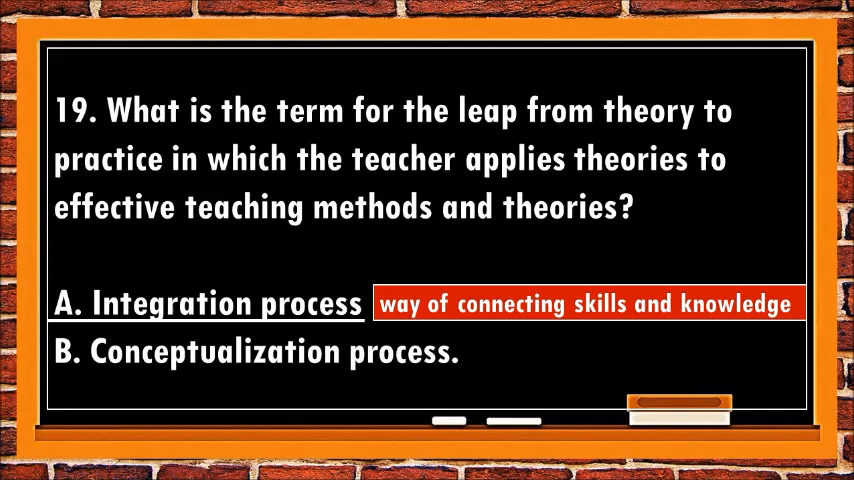 19. What is the term for the leap from theory to
practice in which the teacher applies theories to
effective teaching methods and theories?
A. Integration process way of connecting skills and knowledge
B. Conceptualization process.